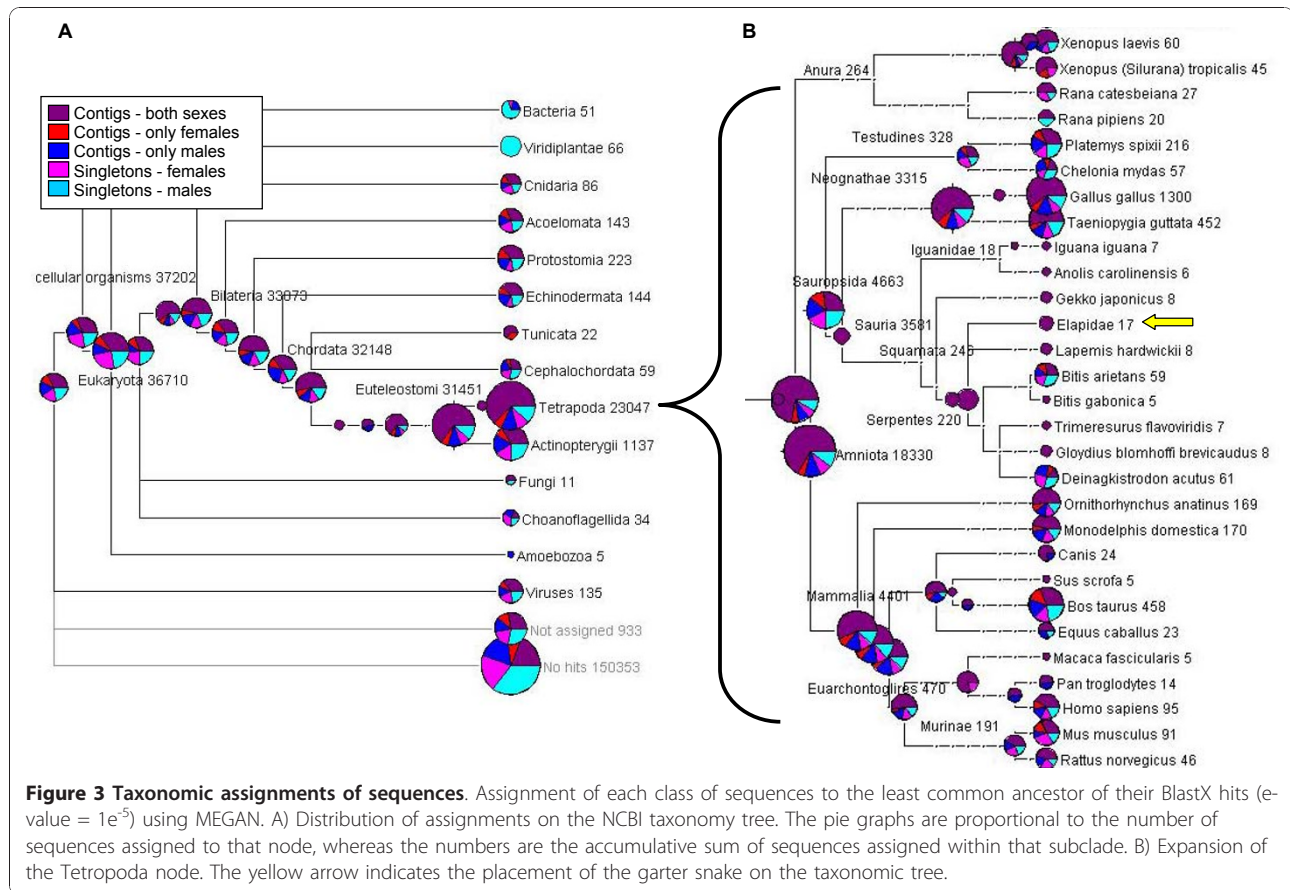 A
Contigs - both sexes
Contigs - only females
Contigs - only males
Singletons - females
Singletons - males
Bacteria 51
Viridiplantae 66
Cnidaria 86
Acoelomata 143
Protostomia 223
cellular organisms 37202
Bilateria 33073
Echinodermata 144
Tunicata 22
Chordata 32148
Cephalochordata 59
Eukaryota 36710
Euteleostomi 31451
Tetrapoda 23047
Actinopterygii 1137
Fungi 11
Choanoflagellida 34
Amoebozoa 5
Viruses 135
Not assigned 933
No hits 150353
B
Xenopus laevis 60
Anura 264
Xenopus (Silurana) tropicalis 45
Rana catesbeiana 27
Rana pipiens 20
Testudines 328
Platemys spixii 216
Chelonia mydas 57
Neognathae 3315
Gallus gallus 1300
Taeniopygia guttata 452
Iguanidae 18
Iguana iguana 7
Anolis carolinensis 6
Sauropsida 4663
Gekko japonicus 8
Sauria 3581
Elapidae 17
Squamata 246
Lapemis hardwickii 8
Bitis arietans 59
Bitis gabonica 5
Serpentes 220
Trimeresurus flavoviridis 7
Amniota 18330
Gloydius blomhoffi brevicaudus 8
Deinagkistrodon acutus 61
Ornithorhynchus anatinus 169
Monodelphis domestica 170
Canis 24
Sus scrofa 5
Mammalia 4401
Bos taurus 458
Equus caballus 23
Macaca fascicularis 5
Euarchontoglires 470
Pan troglodytes 14
Homo sapiens 95
Murinae 191
Mus musculus 91
Rattus norvegicus 46
Figure 3 Taxonomic assignments of sequences. Assignment of each class of sequences to the least common ancestor of their BlastX hits (e-
value = 1e-5) using MEGAN. A) Distribution of assignments on the NCBI taxonomy tree. The pie graphs are proportional to the number of
sequences assigned to that node, whereas the numbers are the accumulative sum of sequences assigned within that subclade. B) Expansion of
the Tetropoda node. The yellow arrow indicates the placement of the garter snake on the taxonomic tree.